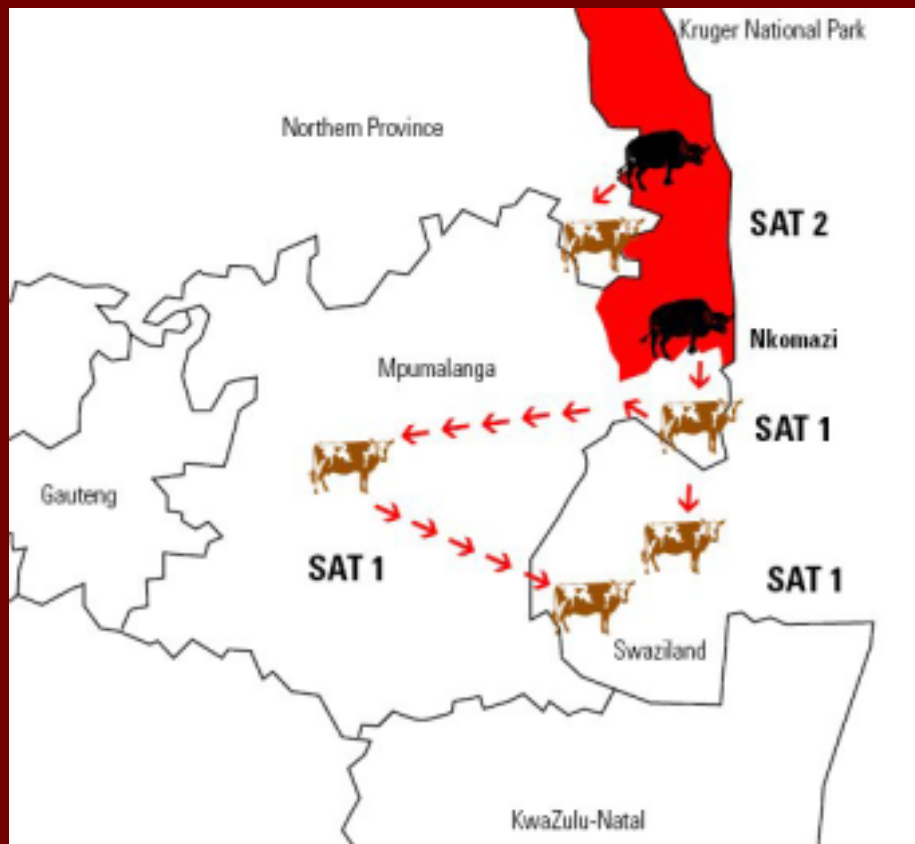 Kruger National Park
Northern Province
SAT 2
Nkomazi
Mpumalanga
SAT 1
Gauteng
SAT 1
SAT 1
Swaziland
KwaZulu-Natal